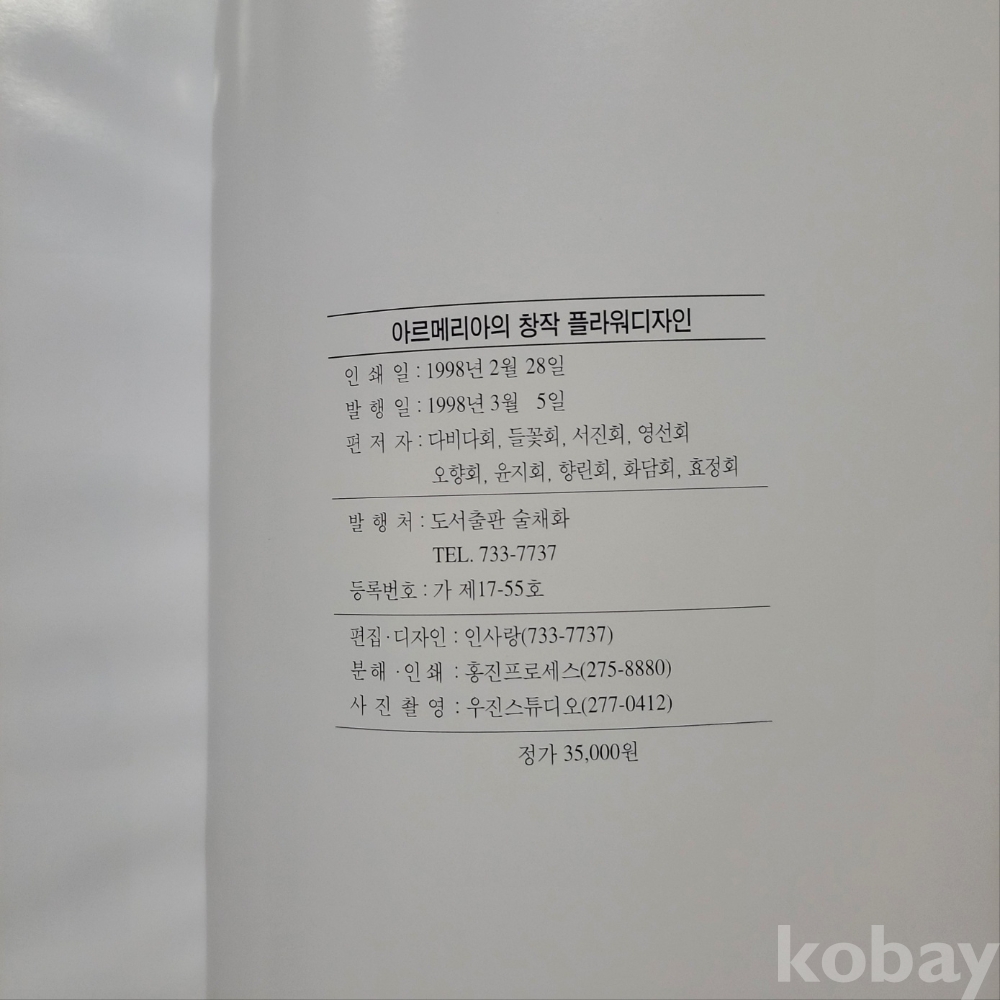 아르메리아의 창작 플라워디자인
인 쇄 일 : 1998년 2월 28일
발 행 일 : 1998년 3월 5일
편 저 자 : 다비다회, 들꽃회, 서진회, 영선회
오향회, 윤지회, 향린회, 화담회, 효정회
발 행 처 : 도서출판 술채화
TEL. 733-7737
등록번호 : 가 제17-55호
편집·디자인 : 인사랑(733-7737)
분해·인쇄 : 홍진프로세스(275-8880)
사 진 촬 영 : 우진스튜디오(277-0412)
정가 35,000원
kobay